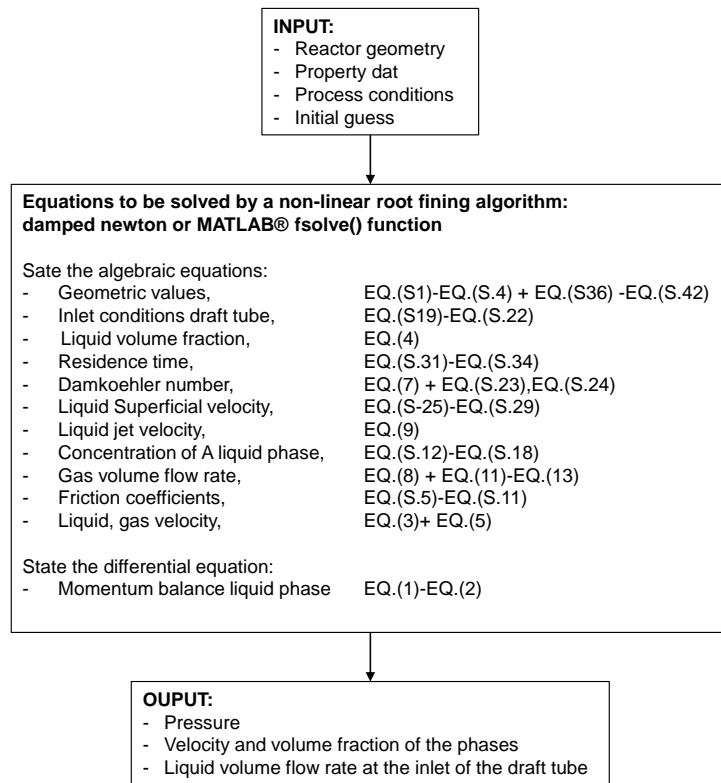 INPUT:
- Reactor geometry
- Property dat
- Process conditions
- Initial guess
Equations to be solved by a non-linear root fining algorithm:
damped newton or MATLAB® fsolve() function
Sate the algebraic equations:
- Geometric values, EQ.(S1)-EQ.(S.4) + EQ.(S36) -EQ.(S.42)
- Inlet conditions draft tube, EQ.(S19)-EQ.(S.22)
- Liquid volume fraction, EQ.(4)
- Residence time, EQ.(S.31)-EQ.(S.34)
- Damkoehler number, EQ.(7) + EQ.(S.23),EQ.(S.24)
- Liquid Superficial velocity, EQ.(S-25)-EQ.(S.29)
- Liquid jet velocity, EQ.(9)
- Concentration of A liquid phase, EQ.(S.12)-EQ.(S.18)
- Gas volume flow rate, EQ.(8) + EQ.(11)-EQ.(13)
- Friction coefficients, EQ.(S.5)-EQ.(S.11)
- Liquid, gas velocity, EQ.(3)+ EQ.(5)
State the differential equation:
- Momentum balance liquid phase EQ.(1)-EQ.(2)
OUPUT:
- Pressure
- Velocity and volume fraction of the phases
- Liquid volume flow rate at the inlet of the draft tube